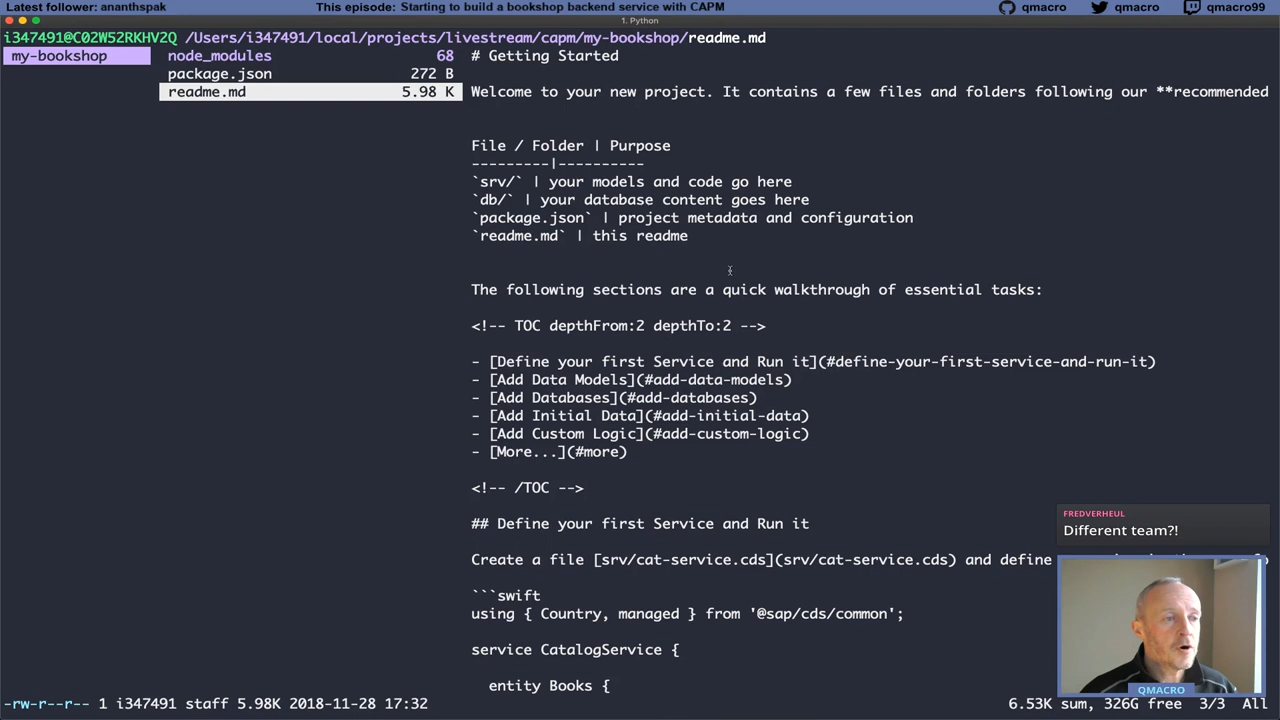 Latest follower: ananthspak
This episode: Starting to build a bookshop backend service with CAPM
qmacro
qmacro
qmacro99
1. Python
i347491@C02W52RKHV2Q /Users/i347491/local/projects/livestream/capm/my-bookshop/readme.md
my-bookshop
node_modules 68
package.json 272 B
readme.md 5.98 K
# Getting Started
Welcome to your new project. It contains a few files and folders following our **recommended
File / Folder | Purpose
---------|----------
`srv/` | your models and code go here
`db/` | your database content goes here
`package.json` | project metadata and configuration
`readme.md` | this readme
The following sections are a quick walkthrough of essential tasks:
<!-- TOC depthFrom:2 depthTo:2 -->
- [Define your first Service and Run it](#define-your-first-service-and-run-it)
- [Add Data Models](#add-data-models)
- [Add Databases](#add-databases)
- [Add Initial Data](#add-initial-data)
- [Add Custom Logic](#add-custom-logic)
- [More...](#more)
<!-- /TOC -->
## Define your first Service and Run it
Create a file [srv/cat-service.cds](srv/cat-service.cds) and define
```swift
using { Country, managed } from '@sap/cds/common';
service CatalogService {
entity Books {
FREDVERHEUL
Different team?!
QMACRO
-rw-r--r-- 1 i347491 staff 5.98K 2018-11-28 17:32
6.53K sum, 326G free 3/3 All